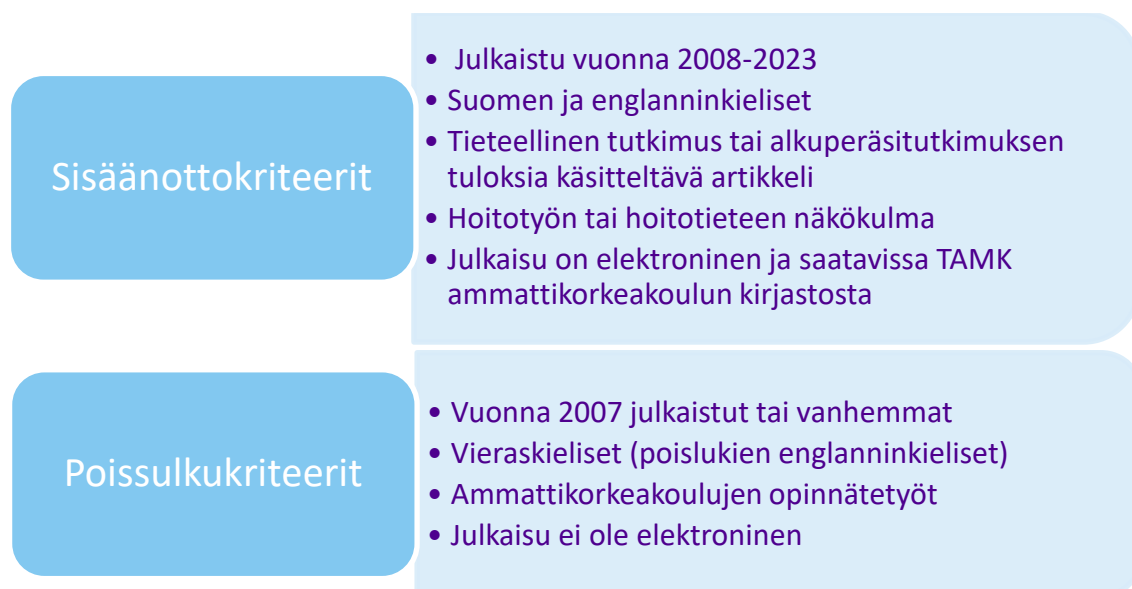 Sisäänottokriteerit
• Julkaistu vuonna 2008-2023
• Suomen ja englanninkieliset
• Tieteellinen tutkimus tai alkuperäsitutkimuksen
tuloksia käsitteltävä artikkeli
• Hoitotyön tai hoitotieteen näkökulma
• Julkaisu on elektroninen ja saatavissa TAMK
ammattikorkeakoulun kirjastosta
Poissulkukriteerit
• Vuonna 2007 julkaistut tai vanhemmat
• Vieraskieliset (poislukien englanninkieliset)
• Ammattikorkeakoulujen opinnätetyöt
• Julkaisu ei ole elektroninen